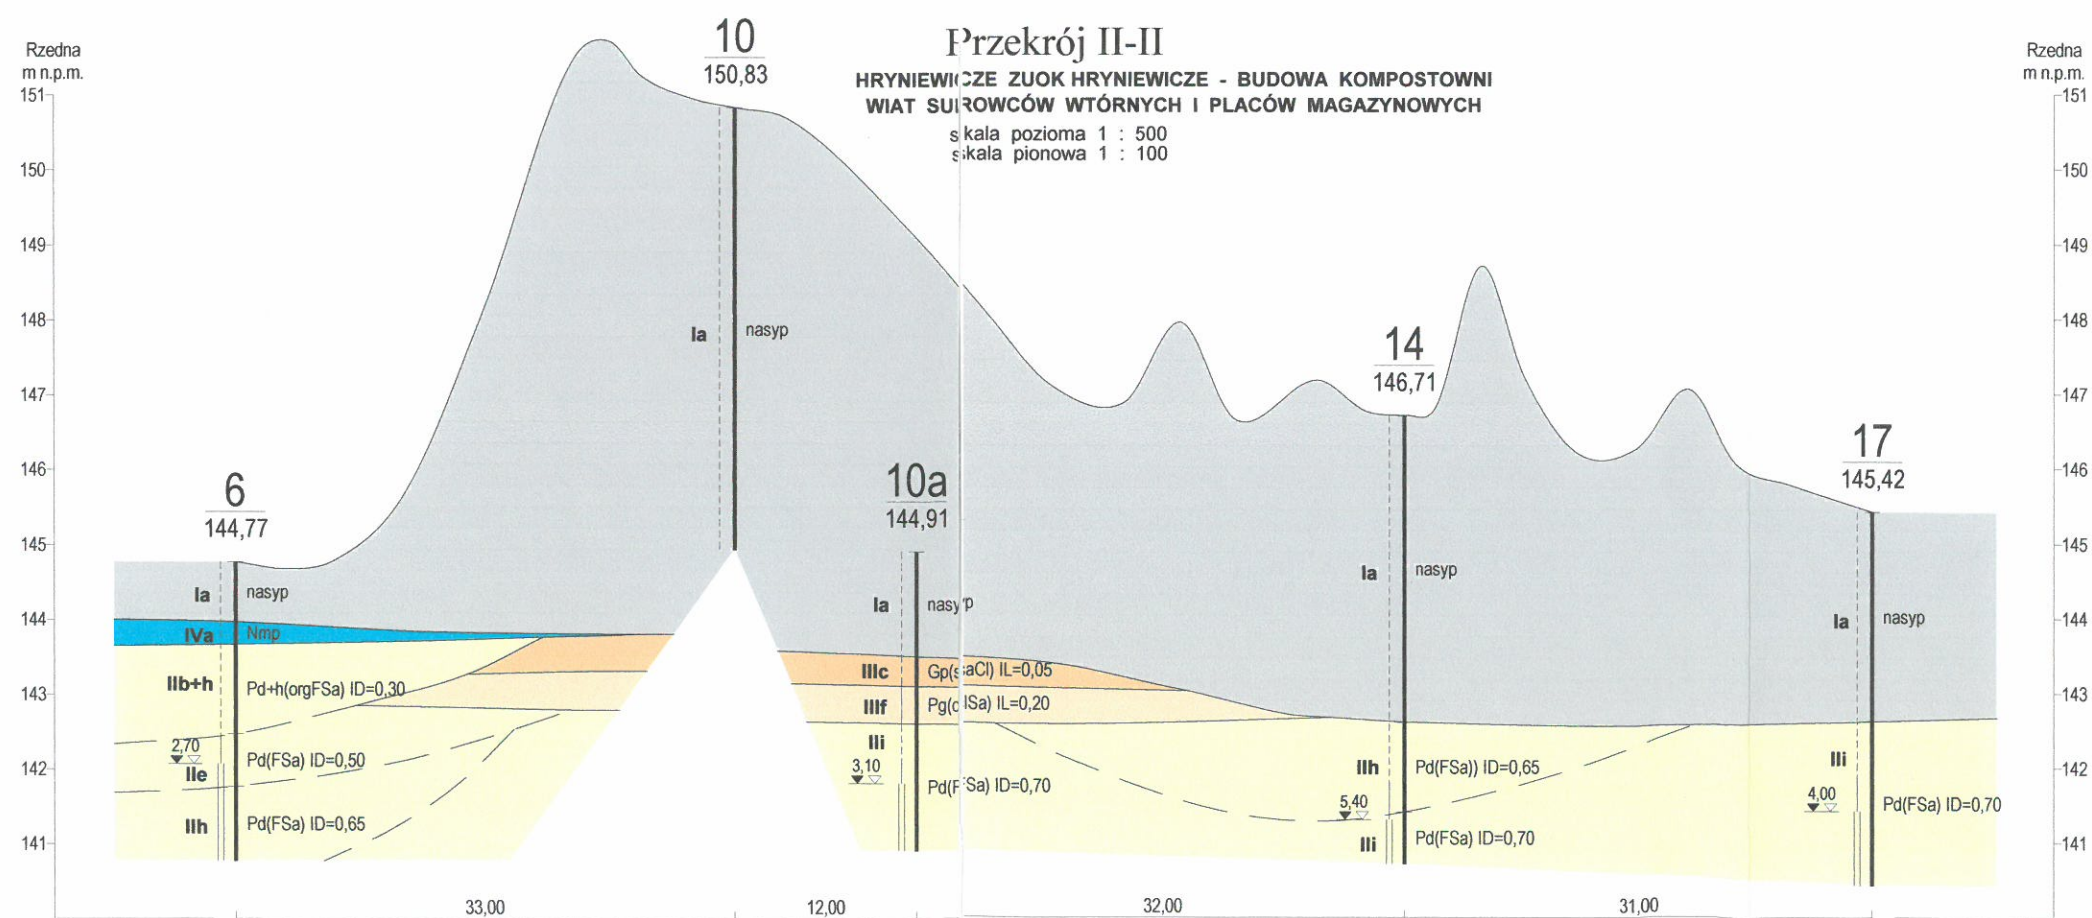 Przekrój II-II
HRYNIEWICZE ZUOK HRYNIEWICZE - BUDOWA KOMPOSTOWNI
WIAT SUROWCÓW WTÓRNYCH I PLACÓW MAGAZYNOWYCH
skala pozioma 1 : 500
skala pionowa 1 : 100
Rzedna
m n.p.m.
151
150
149
148
147
146
145
144
143
142
141
Rzedna
m n.p.m.
151
150
149
148
147
146
145
144
143
142
141
6
144,77
Ia nasyp
IVa Nmp
IIb+h Pd+h(orgFSa) ID=0,30
2,70
Pd(FSa) ID=0,50
IIe
IIh Pd(FSa) ID=0,65
10
150,83
Ia nasyp
10a
144,91
Ia nasyp
IIIc Gp(saCl) IL=0,05
IIIf Pg(clSa) IL=0,20
IIi
3,10
Pd(FSa) ID=0,70
14
146,71
Ia nasyp
IIh Pd(FSa)) ID=0,65
5,40
IIi Pd(FSa) ID=0,70
17
145,42
Ia nasyp
IIi
4,00
Pd(FSa) ID=0,70
33,00 12,00 32,00 31,00